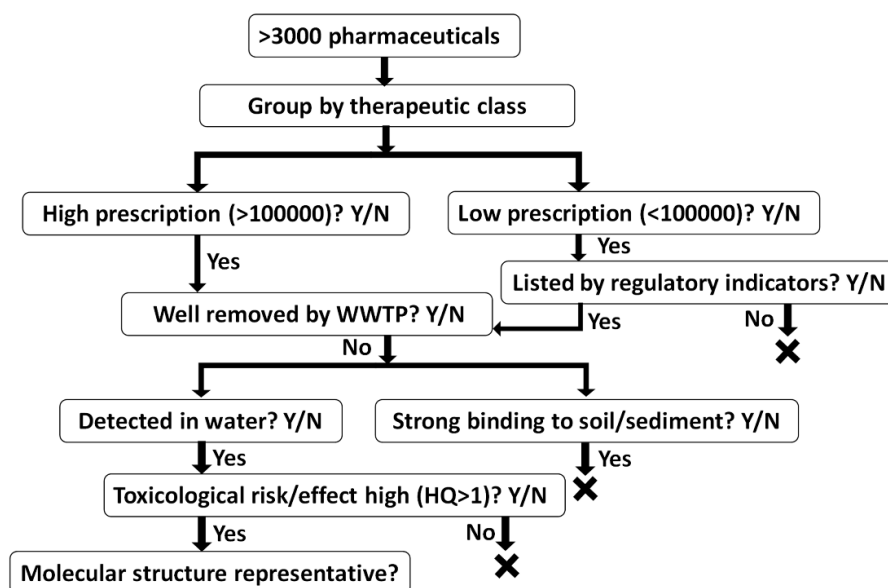 >3000 pharmaceuticals
Group by therapeutic class
High prescription (>100000)? Y/N
Low prescription (<100000)? Y/N
Yes
Yes
Listed by regulatory indicators? Y/N
Well removed by WWTP? Y/N
Yes
No
No
Detected in water? Y/N
Strong binding to soil/sediment? Y/N
Yes
Yes
Toxicological risk/effect high (HQ>1)? Y/N
Yes
No
Molecular structure representative?